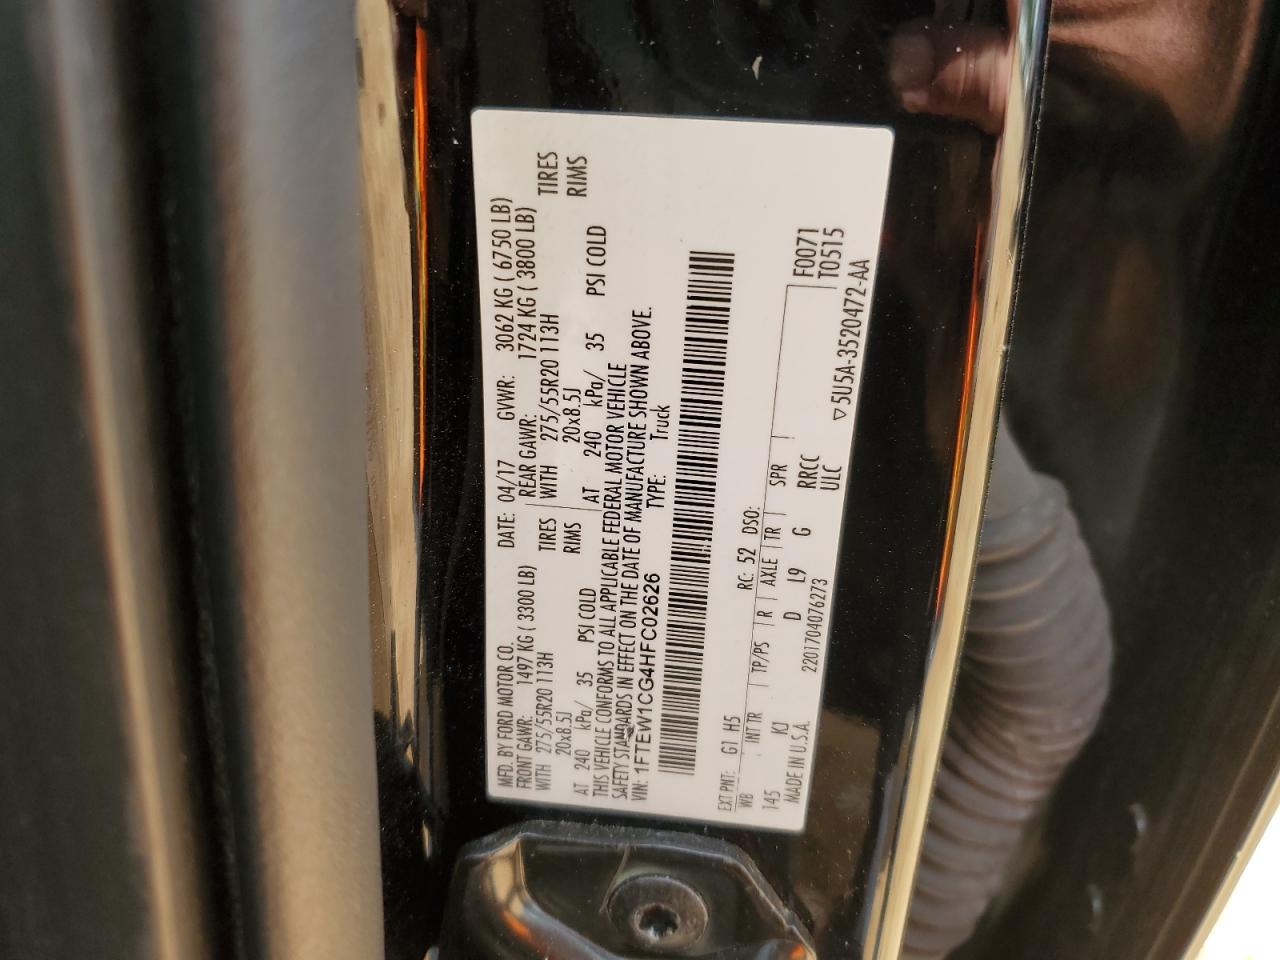 MFD. BY FORD MOTOR CO. DATE: 04/17 GVWR: 3062 KG ( 6750 LB)
FRONT GAWR: 1497 KG ( 3300 LB) REAR GAWR: 1724 KG ( 3800 LB)
WITH 275/55R20 113H TIRES WITH 275/55R20 113H TIRES
20x8.5J RIMS 20x8.5J RIMS
AT 240 kPa/ 35 PSI COLD AT 240 kPa/ 35 PSI COLD
THIS VEHICLE CONFORMS TO ALL APPLICABLE FEDERAL MOTOR VEHICLE
SAFETY STANDARDS IN EFFECT ON THE DATE OF MANUFACTURE SHOWN ABOVE.
VIN: 1FTEW1CG4HFC02626 TYPE: Truck
EXT PNT: G1 H5 RC: 52 DSO:
WB INT TR TP/PS R AXLE TR SPR F0071
145 KJ D L9 G RRCC T0515
MADE IN U.S.A. 2201704076273 ULC
▽5U5A-3520472-AA